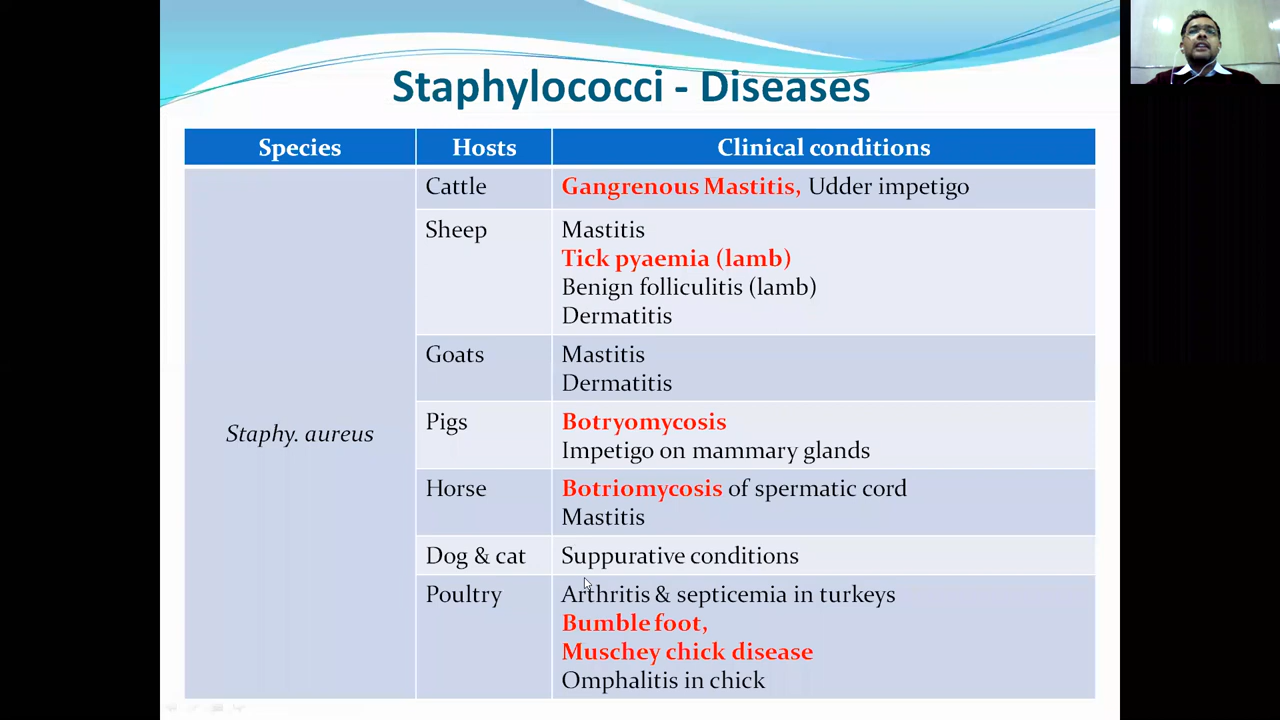 Staphylococci - Diseases
Species Hosts Clinical conditions
Staphy. aureus
Cattle Gangrenous Mastitis, Udder impetigo
Sheep Mastitis
Tick pyaemia (lamb)
Benign folliculitis (lamb)
Dermatitis
Goats Mastitis
Dermatitis
Pigs Botryomycosis
Impetigo on mammary glands
Horse Botriomycosis of spermatic cord
Mastitis
Dog & cat Suppurative conditions
Poultry Arthritis & septicemia in turkeys
Bumble foot,
Muschey chick disease
Omphalitis in chick